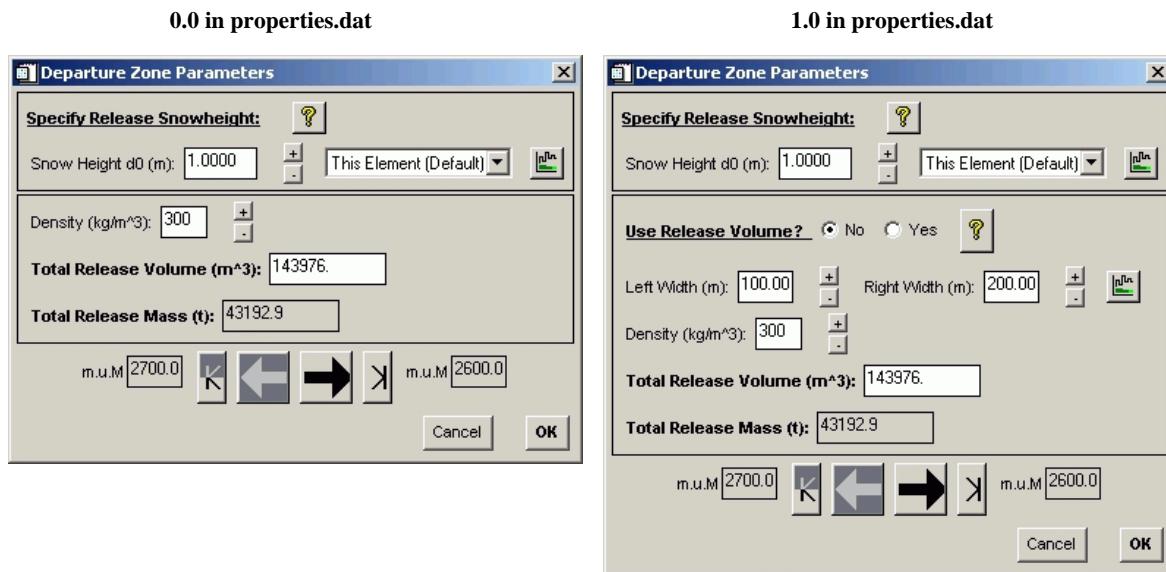 0.0 in properties.dat
Departure Zone Parameters
Specify Release Snowheight: ?
Snow Height d0 (m): 1.0000 + - This Element (Default)
Density (kg/m^3): 300 + -
Total Release Volume (m^3): 143976.
Total Release Mass (t): 43192.9
m.u.M 2700.0 m.u.M 2600.0
Cancel OK
1.0 in properties.dat
Departure Zone Parameters
Specify Release Snowheight: ?
Snow Height d0 (m): 1.0000 + - This Element (Default)
Use Release Volume? No Yes ?
Left Width (m): 100.00 + - Right Width (m): 200.00 + -
Density (kg/m^3): 300 + -
Total Release Volume (m^3): 143976.
Total Release Mass (t): 43192.9
m.u.M 2700.0 m.u.M 2600.0
Cancel OK